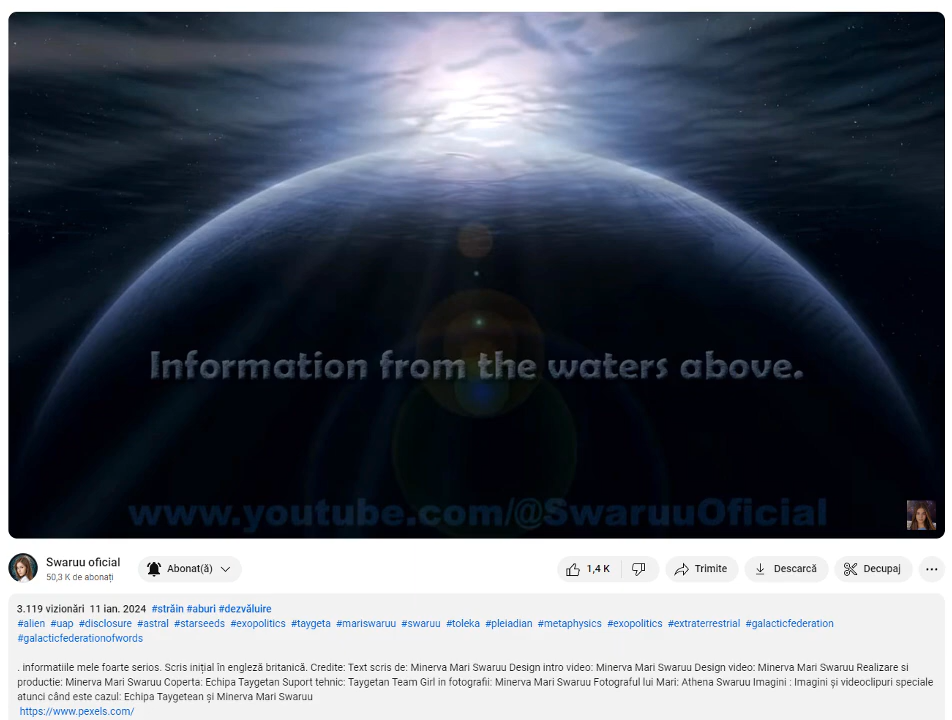 Information from the waters above.
www.youtube.com/@SwaruuOficial
Swaruu oficial
50,3 K de abonați
Abonat(ă)
1,4 K
Trimite
Descarcă
Decupaj
3.119 vizionări 11 ian. 2024 #străin #aburi #dezvăluire
#alien #uap #disclosure #astral #starseeds #exopolitics #taygeta #mariswaruu #swaruu #toleka #pleiadian #metaphysics #exopolitics #extraterrestrial #galacticfederation
#galacticfederationofwords
. informatiile mele foarte serios. Scris inițial în engleză britanică. Credite: Text scris de: Minerva Mari Swaruu Design intro video: Minerva Mari Swaruu Design video: Minerva Mari Swaruu Realizare si
productie: Minerva Mari Swaruu Coperta: Echipa Taygetan Suport tehnic: Taygetan Team Girl in fotografii: Minerva Mari Swaruu Fotograful lui Mari: Athena Swaruu Imagini : Imagini și videoclipuri speciale
atunci când este cazul: Echipa Taygetean și Minerva Mari Swaruu
https://www.pexels.com/